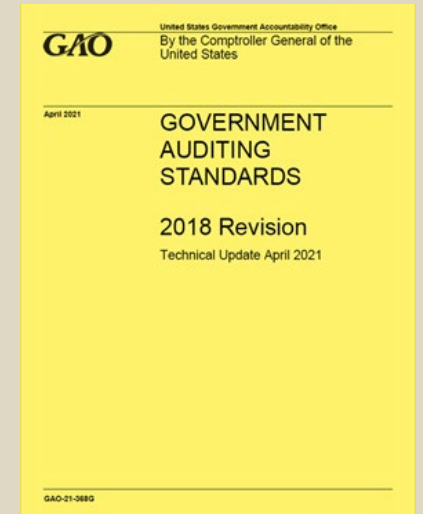 GAO
United States Government Accountability Office
By the Comptroller General of the
United States
April 2021
GOVERNMENT
AUDITING
STANDARDS
2018 Revision
Technical Update April 2021
GAO-21-368G